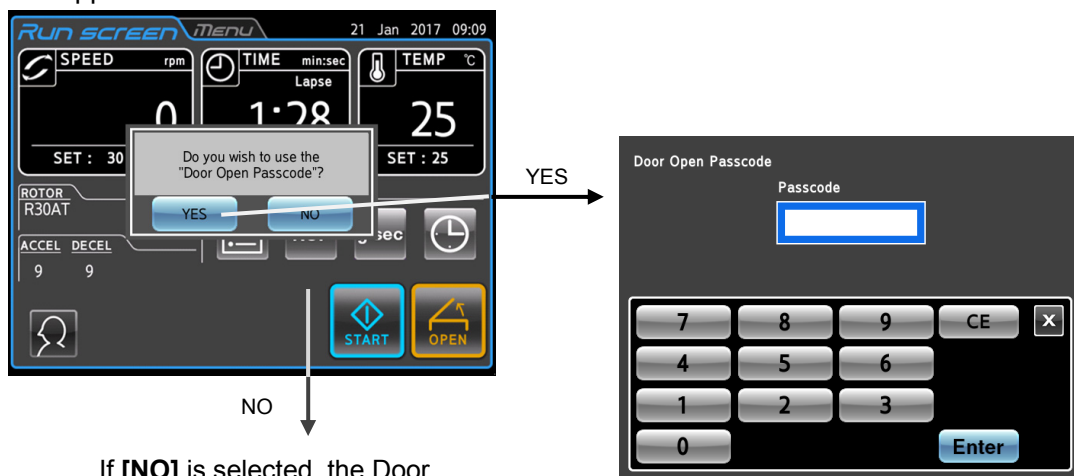 Run screen Menu 21 Jan 2017 09:09
SPEED rpm TIME min:sec TEMP °C
Lapse
0 1:28 25
SET : 30 SET : 25
Do you wish to use the
"Door Open Passcode"?
YES NO
ROTOR
R30AT
sec
ACCEL DECEL
9 9
START OPEN
YES
NO
If [NO] is selected, the Door
Door Open Passcode
Passcode
7 8 9 CE X
4 5 6
1 2 3
0 Enter